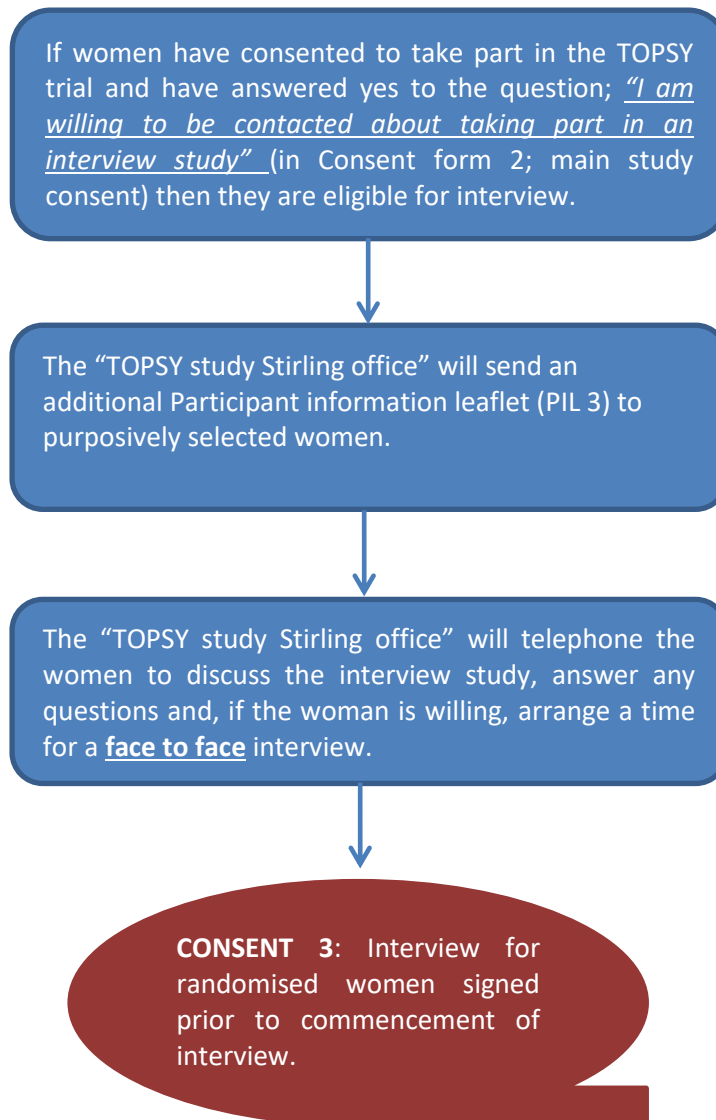 If women have consented to take part in the TOPSY
trial and have answered yes to the question; “I am
willing to be contacted about taking part in an
interview study” (in Consent form 2; main study
consent) then they are eligible for interview.
The “TOPSY study Stirling office” will send an
additional Participant information leaflet (PIL 3) to
purposively selected women.
The “TOPSY study Stirling office” will telephone the
women to discuss the interview study, answer any
questions and, if the woman is willing, arrange a time
for a face to face interview.
CONSENT 3: Interview for
randomised women signed
prior to commencement of
interview.